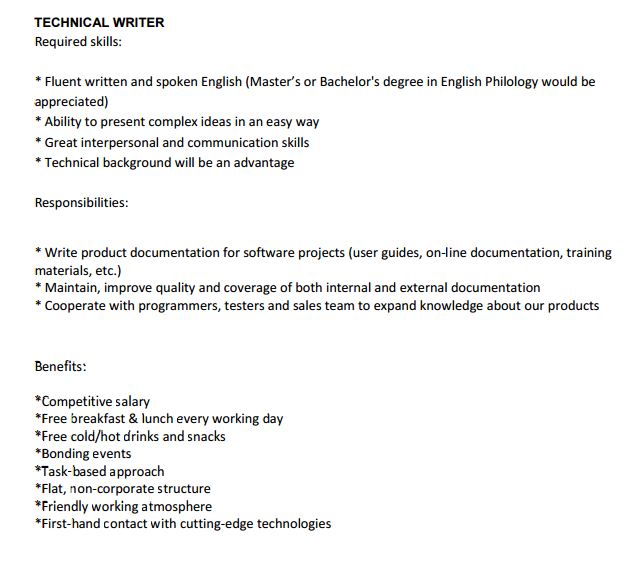 TECHNICAL WRITER
Required skills:
* Fluent written and spoken English (Master's or Bachelor's degree in English Philology would be
appreciated)
* Ability to present complex ideas in an easy way
* Great interpersonal and communication skills
* Technical background will be an advantage
Responsibilities:
* Write product documentation for software projects (user guides, on-line documentation, training
materials, etc.)
* Maintain, improve quality and coverage of both internal and external documentation
* Cooperate with programmers, testers and sales team to expand knowledge about our products
Benefits:
*Competitive salary
*Free breakfast & lunch every working day
*Free cold/hot drinks and snacks
*Bonding events
*Task-based approach
*Flat, non-corporate structure
*Friendly working atmosphere
*First-hand contact with cutting-edge technologies